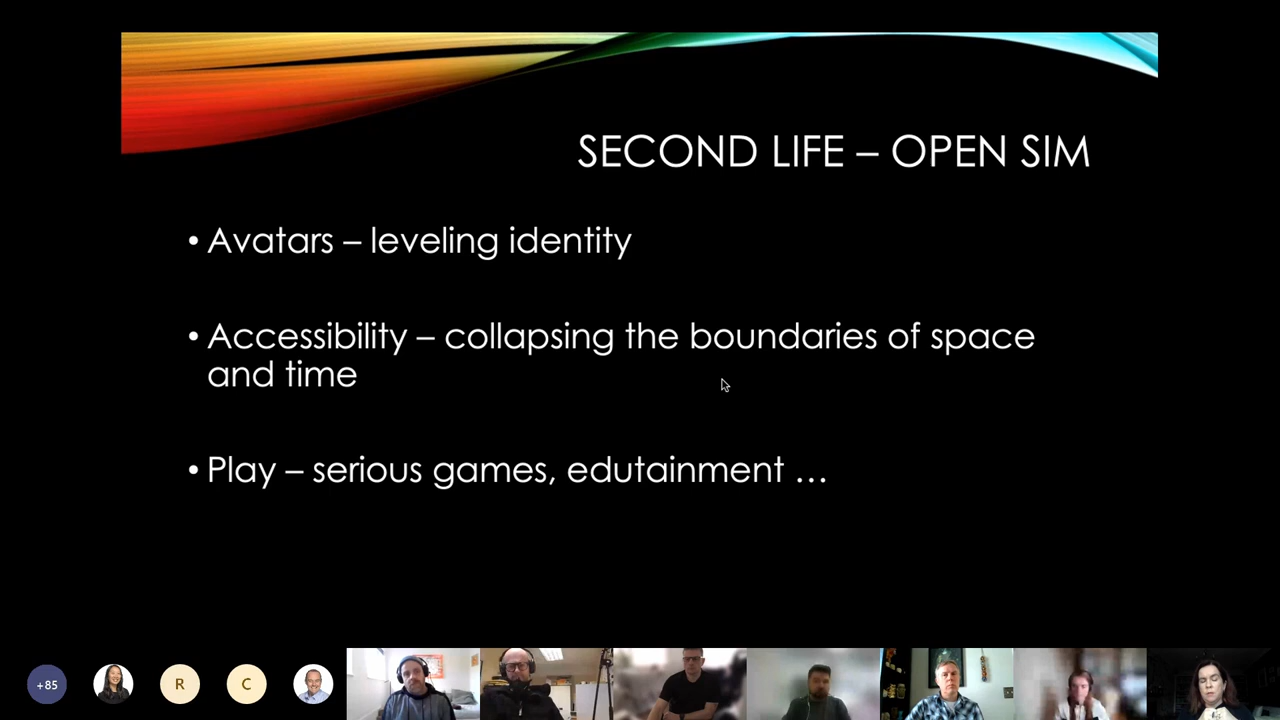 SECOND LIFE – OPEN SIM
• Avatars – leveling identity
• Accessibility – collapsing the boundaries of space
and time
• Play – serious games, edutainment …
+85
R
C